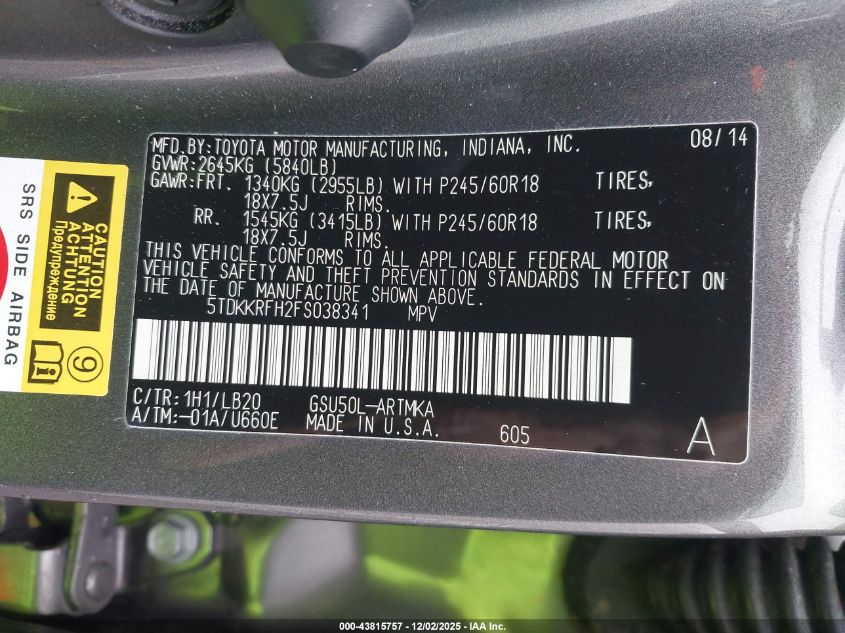 MFD.BY:TOYOTA MOTOR MANUFACTURING, INDIANA, INC. 08/14
GVWR:2645KG (5840LB)
GAWR:FRT. 1340KG (2955LB) WITH P245/60R18 TIRES,
18X7.5J RIMS.
RR. 1545KG (3415LB) WITH P245/60R18 TIRES,
18X7.5J RIMS.
THIS VEHICLE CONFORMS TO ALL APPLICABLE FEDERAL MOTOR
VEHICLE SAFETY AND THEFT PREVENTION STANDARDS IN EFFECT ON
THE DATE OF MANUFACTURE SHOWN ABOVE.
5TDKKRFH2FS038341 MPV
C/TR:1H1/LB20 GSU50L-ARTMKA
A/TM:-01A/U660E MADE IN U.S.A. 605 A
CAUTION
ATTENTION
ACHTUNG
Предупреждение
SRS SIDE AIRBAG
9
000-43815757 - 12/02/2025 - IAA Inc.